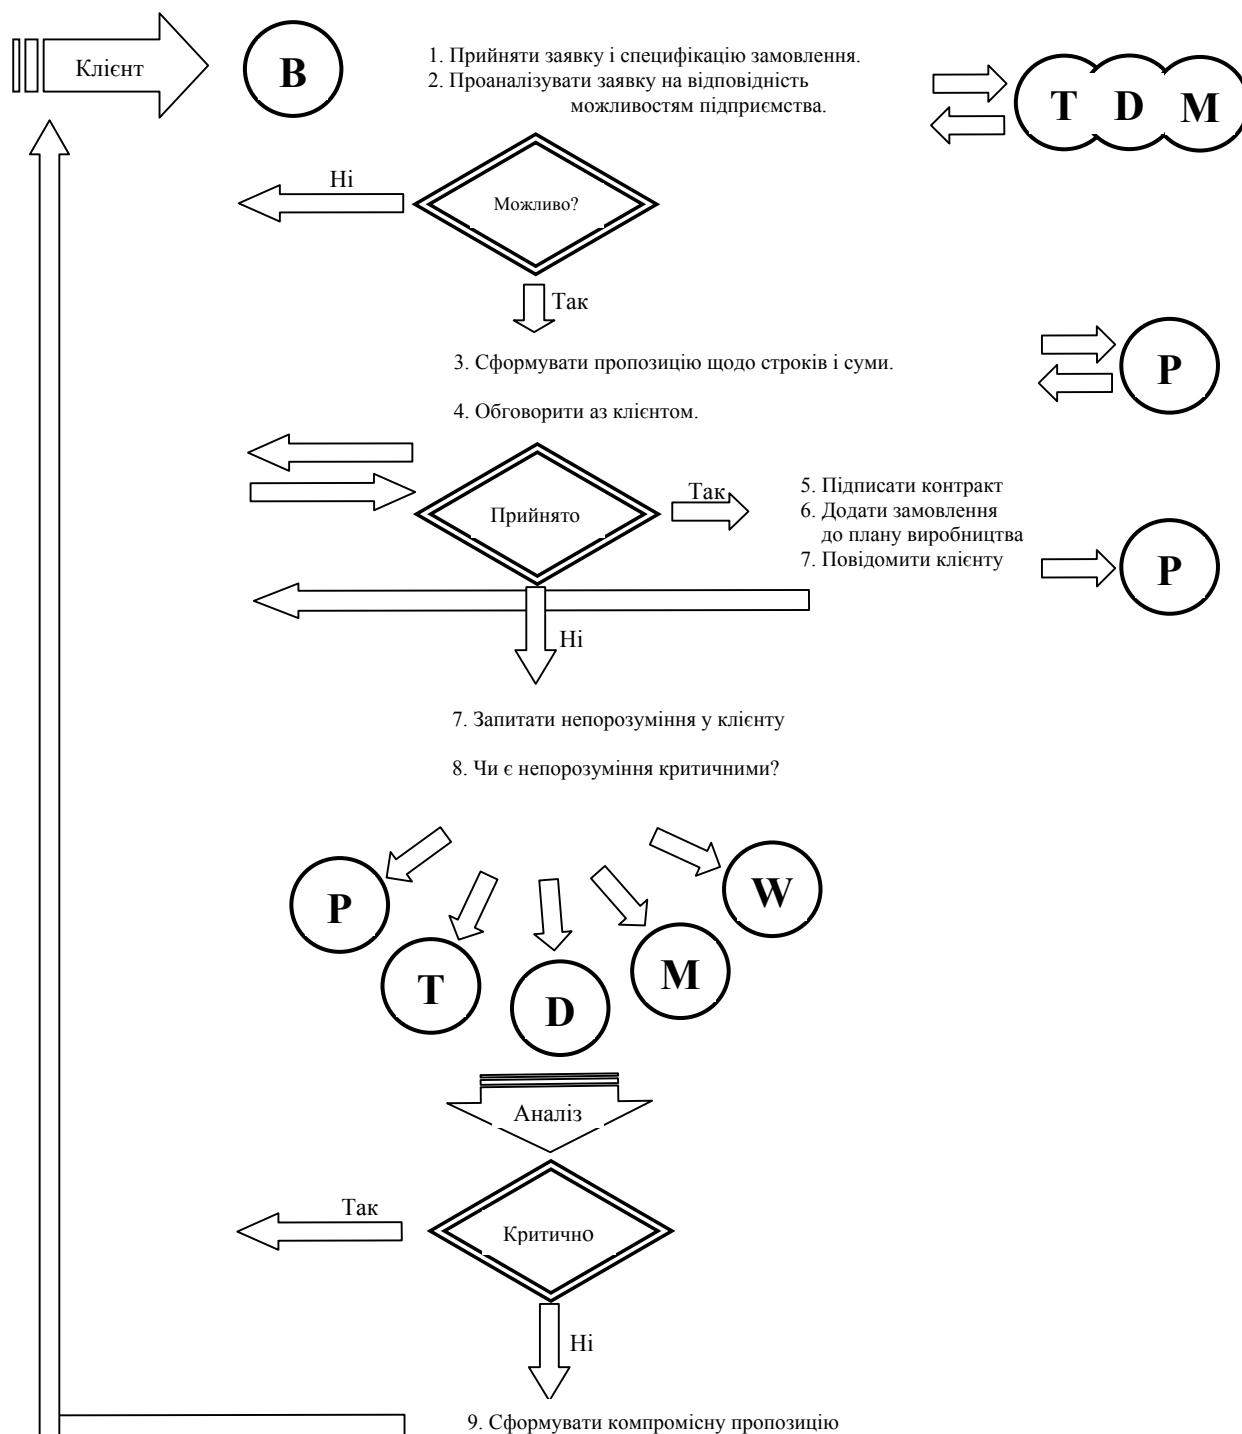 Клієнт
В
1. Прийняти заявку і специфікацію замовлення.
2. Проаналізувати заявку на відповідність
можливостям підприємства.
T D M
Ні
Можливо?
Так
3. Сформувати пропозицію щодо строків і суми.
P
4. Обговорити аз клієнтом.
Прийнято
Так
5. Підписати контракт
6. Додати замовлення
до плану виробництва
7. Повідомити клієнту
P
Ні
7. Запитати непорозуміння у клієнту
8. Чи є непорозуміння критичними?
P
T
D
M
W
Аналіз
Так
Критично
Ні
9. Сформувати компромісну пропозицію